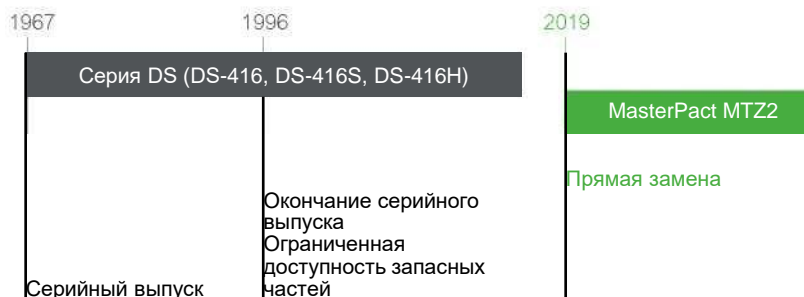 1967
1996
2019
Серия DS (DS-416, DS-416S, DS-416H)
MasterPact MTZ2
Прямая замена
Окончание серийного
выпуска
Ограниченная
доступность запасных
частей
Серийный выпуск